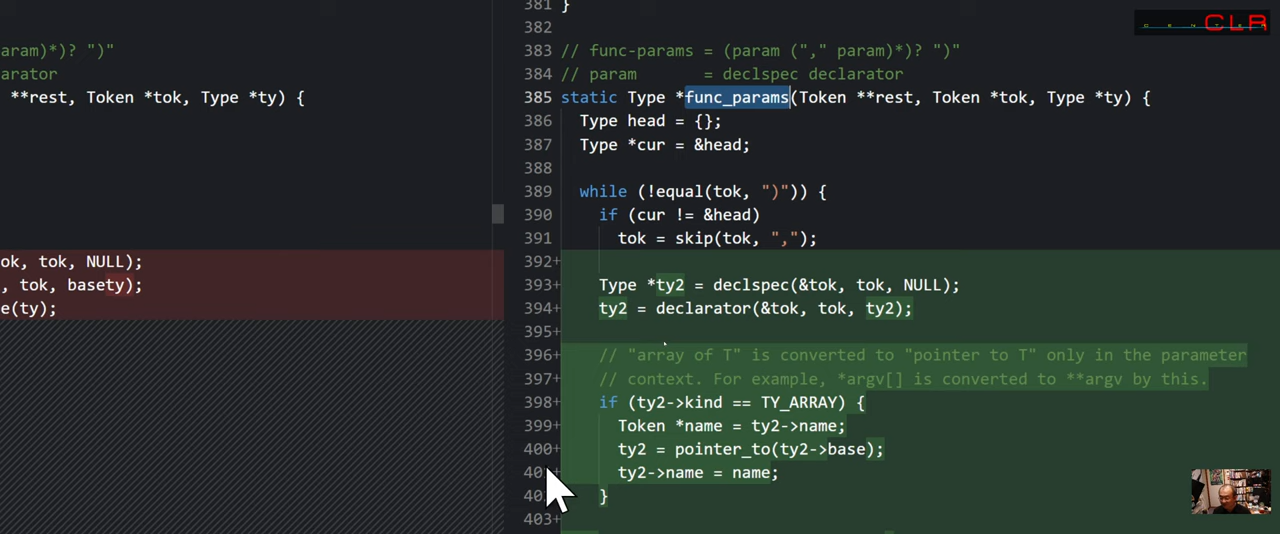 381 }
382
aram)*)? ")"
383 // func-params = (param ("," param)*)? ")"
arator
384 // param       = declspec declarator
**rest, Token *tok, Type *ty) {
385 static Type *func_params(Token **rest, Token *tok, Type *ty) {
386   Type head = {};
387   Type *cur = &head;
388
389   while (!equal(tok, ")")) {
390     if (cur != &head)
391       tok = skip(tok, ",");
ok, tok, NULL);
392+
, tok, basety);
393+     Type *ty2 = declspec(&tok, tok, NULL);
e(ty);
394+     ty2 = declarator(&tok, tok, ty2);
395+
396+     // "array of T" is converted to "pointer to T" only in the parameter
397+     // context. For example, *argv[] is converted to **argv by this.
398+     if (ty2->kind == TY_ARRAY) {
399+       Token *name = ty2->name;
400+       ty2 = pointer_to(ty2->base);
ty2->name = name;
}
403+
CLR